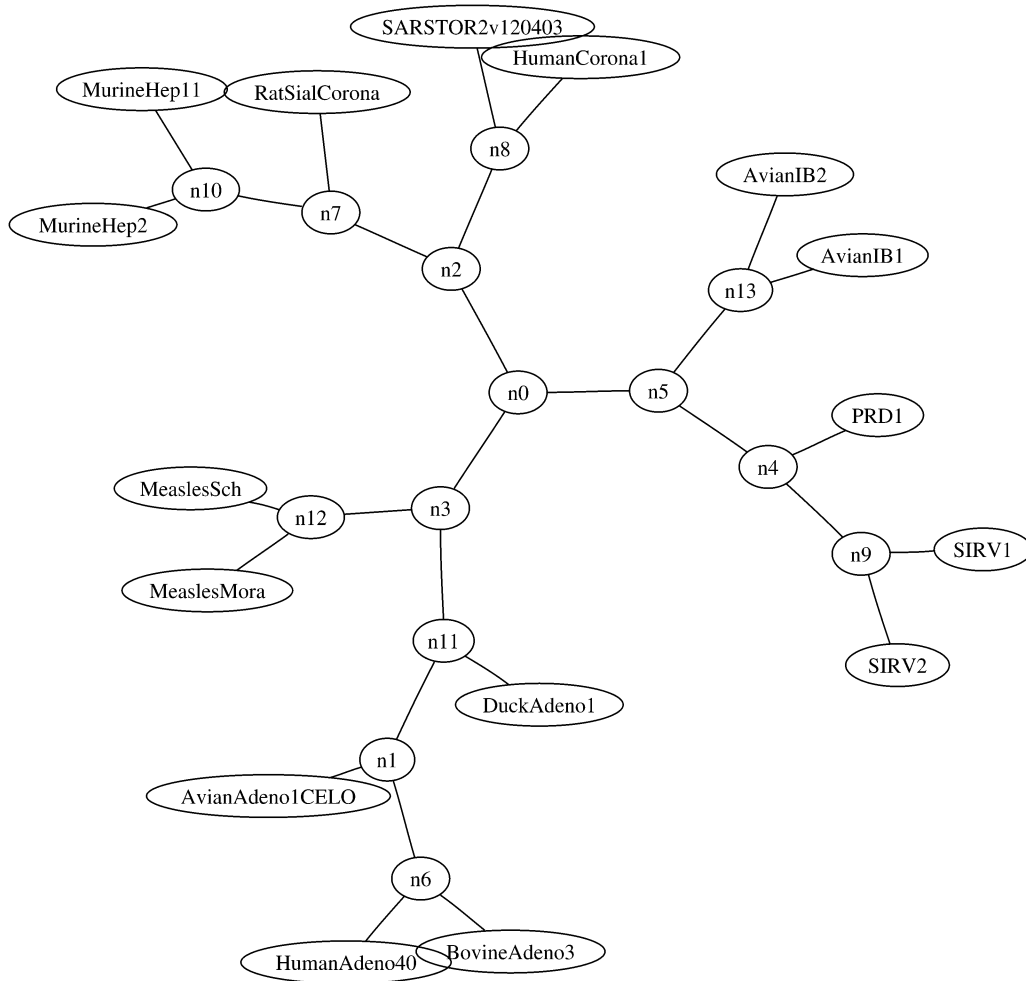 SARSTOR2v120403
HumanCorona1
MurineHep11
RatSialCorona
n8
AvianIB2
n10
n7
MurineHep2
AvianIB1
n2
n13
n0
n5
PRD1
n4
MeaslesSch
n12
n3
n9
SIRV1
MeaslesMora
n11
SIRV2
DuckAdeno1
n1
AvianAdeno1CELO
n6
BovineAdeno3
HumanAdeno40